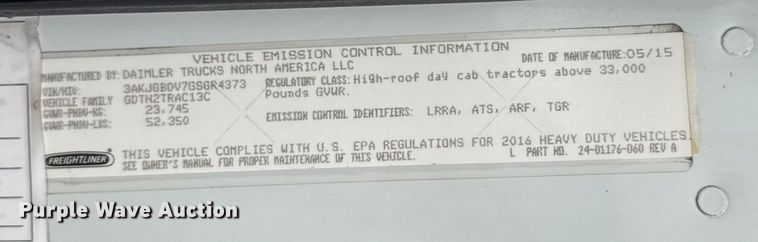 VEHICLE EMISSION CONTROL INFORMATION
DATE OF MANUFACTURE: 05/15
MANUFACTURED BY: DAIMLER TRUCKS NORTH AMERICA LLC
VIN/NIV: 3AKJGBDV7GSGR4373
VEHICLE FAMILY GDTN2TRAC13C
GVWR-PNBV-KG: 23,745
GVWR-PNBV-LBS: 52,350
REGULATORY CLASS: High-roof day cab tractors above 33,000
Pounds GVWR.
EMISSION CONTROL IDENTIFIERS: LRRA, ATS, ARF, TGR
FREIGHTLINER
THIS VEHICLE COMPLIES WITH U.S. EPA REGULATIONS FOR 2016 HEAVY DUTY VEHICLES.
SEE OWNER'S MANUAL FOR PROPER MAINTENANCE OF THIS VEHICLE. L PART NO. 24-01176-060 REV A
Purple Wave Auction